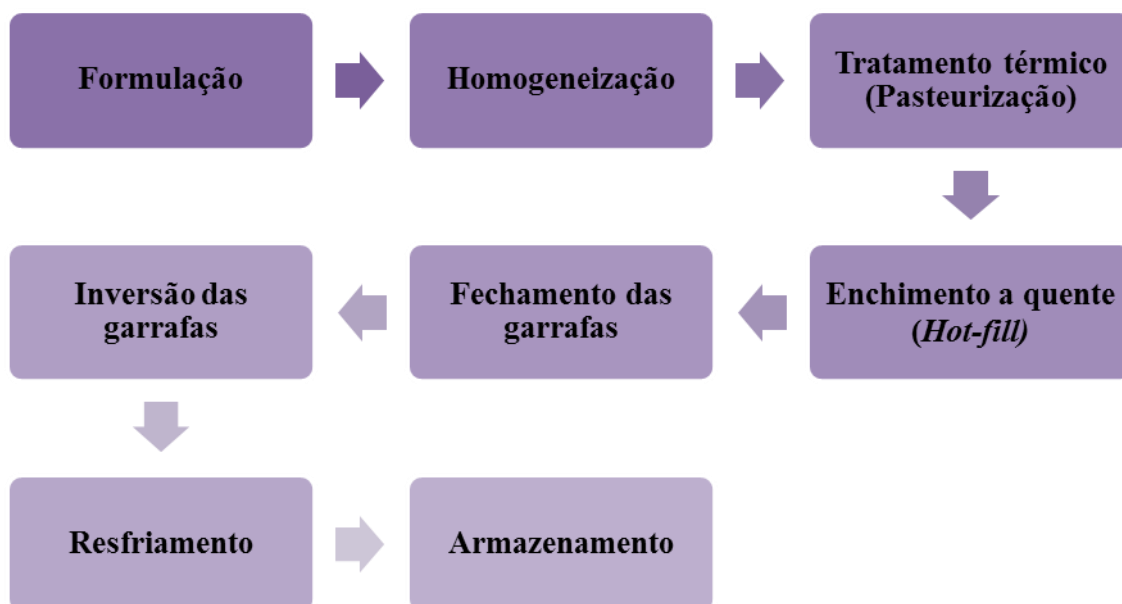 Formulação
Homogeneização
Tratamento térmico
(Pasteurização)
Enchimento a quente
(Hot-fill)
Fechamento das
garrafas
Inversão das
garrafas
Resfriamento
Armazenamento